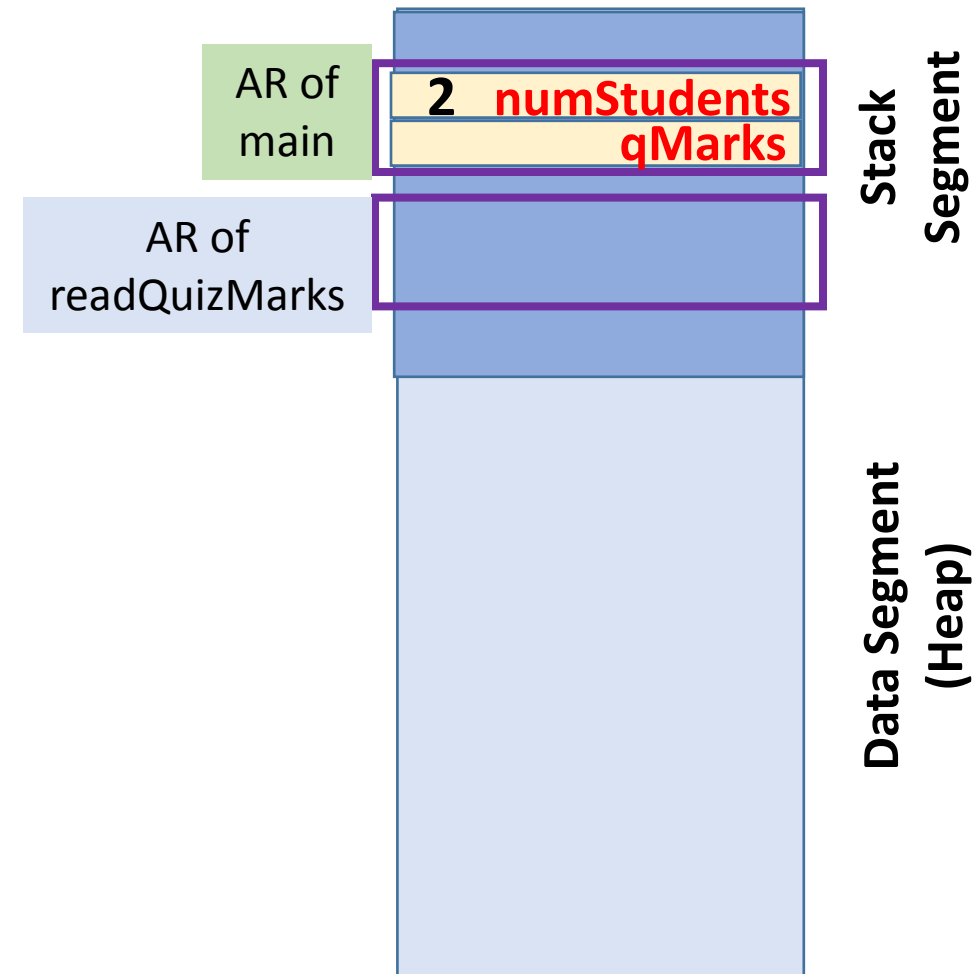 AR of
main
2 numStudents
qMarks
AR of
readQuizMarks
Stack
Segment
Data Segment
(Heap)